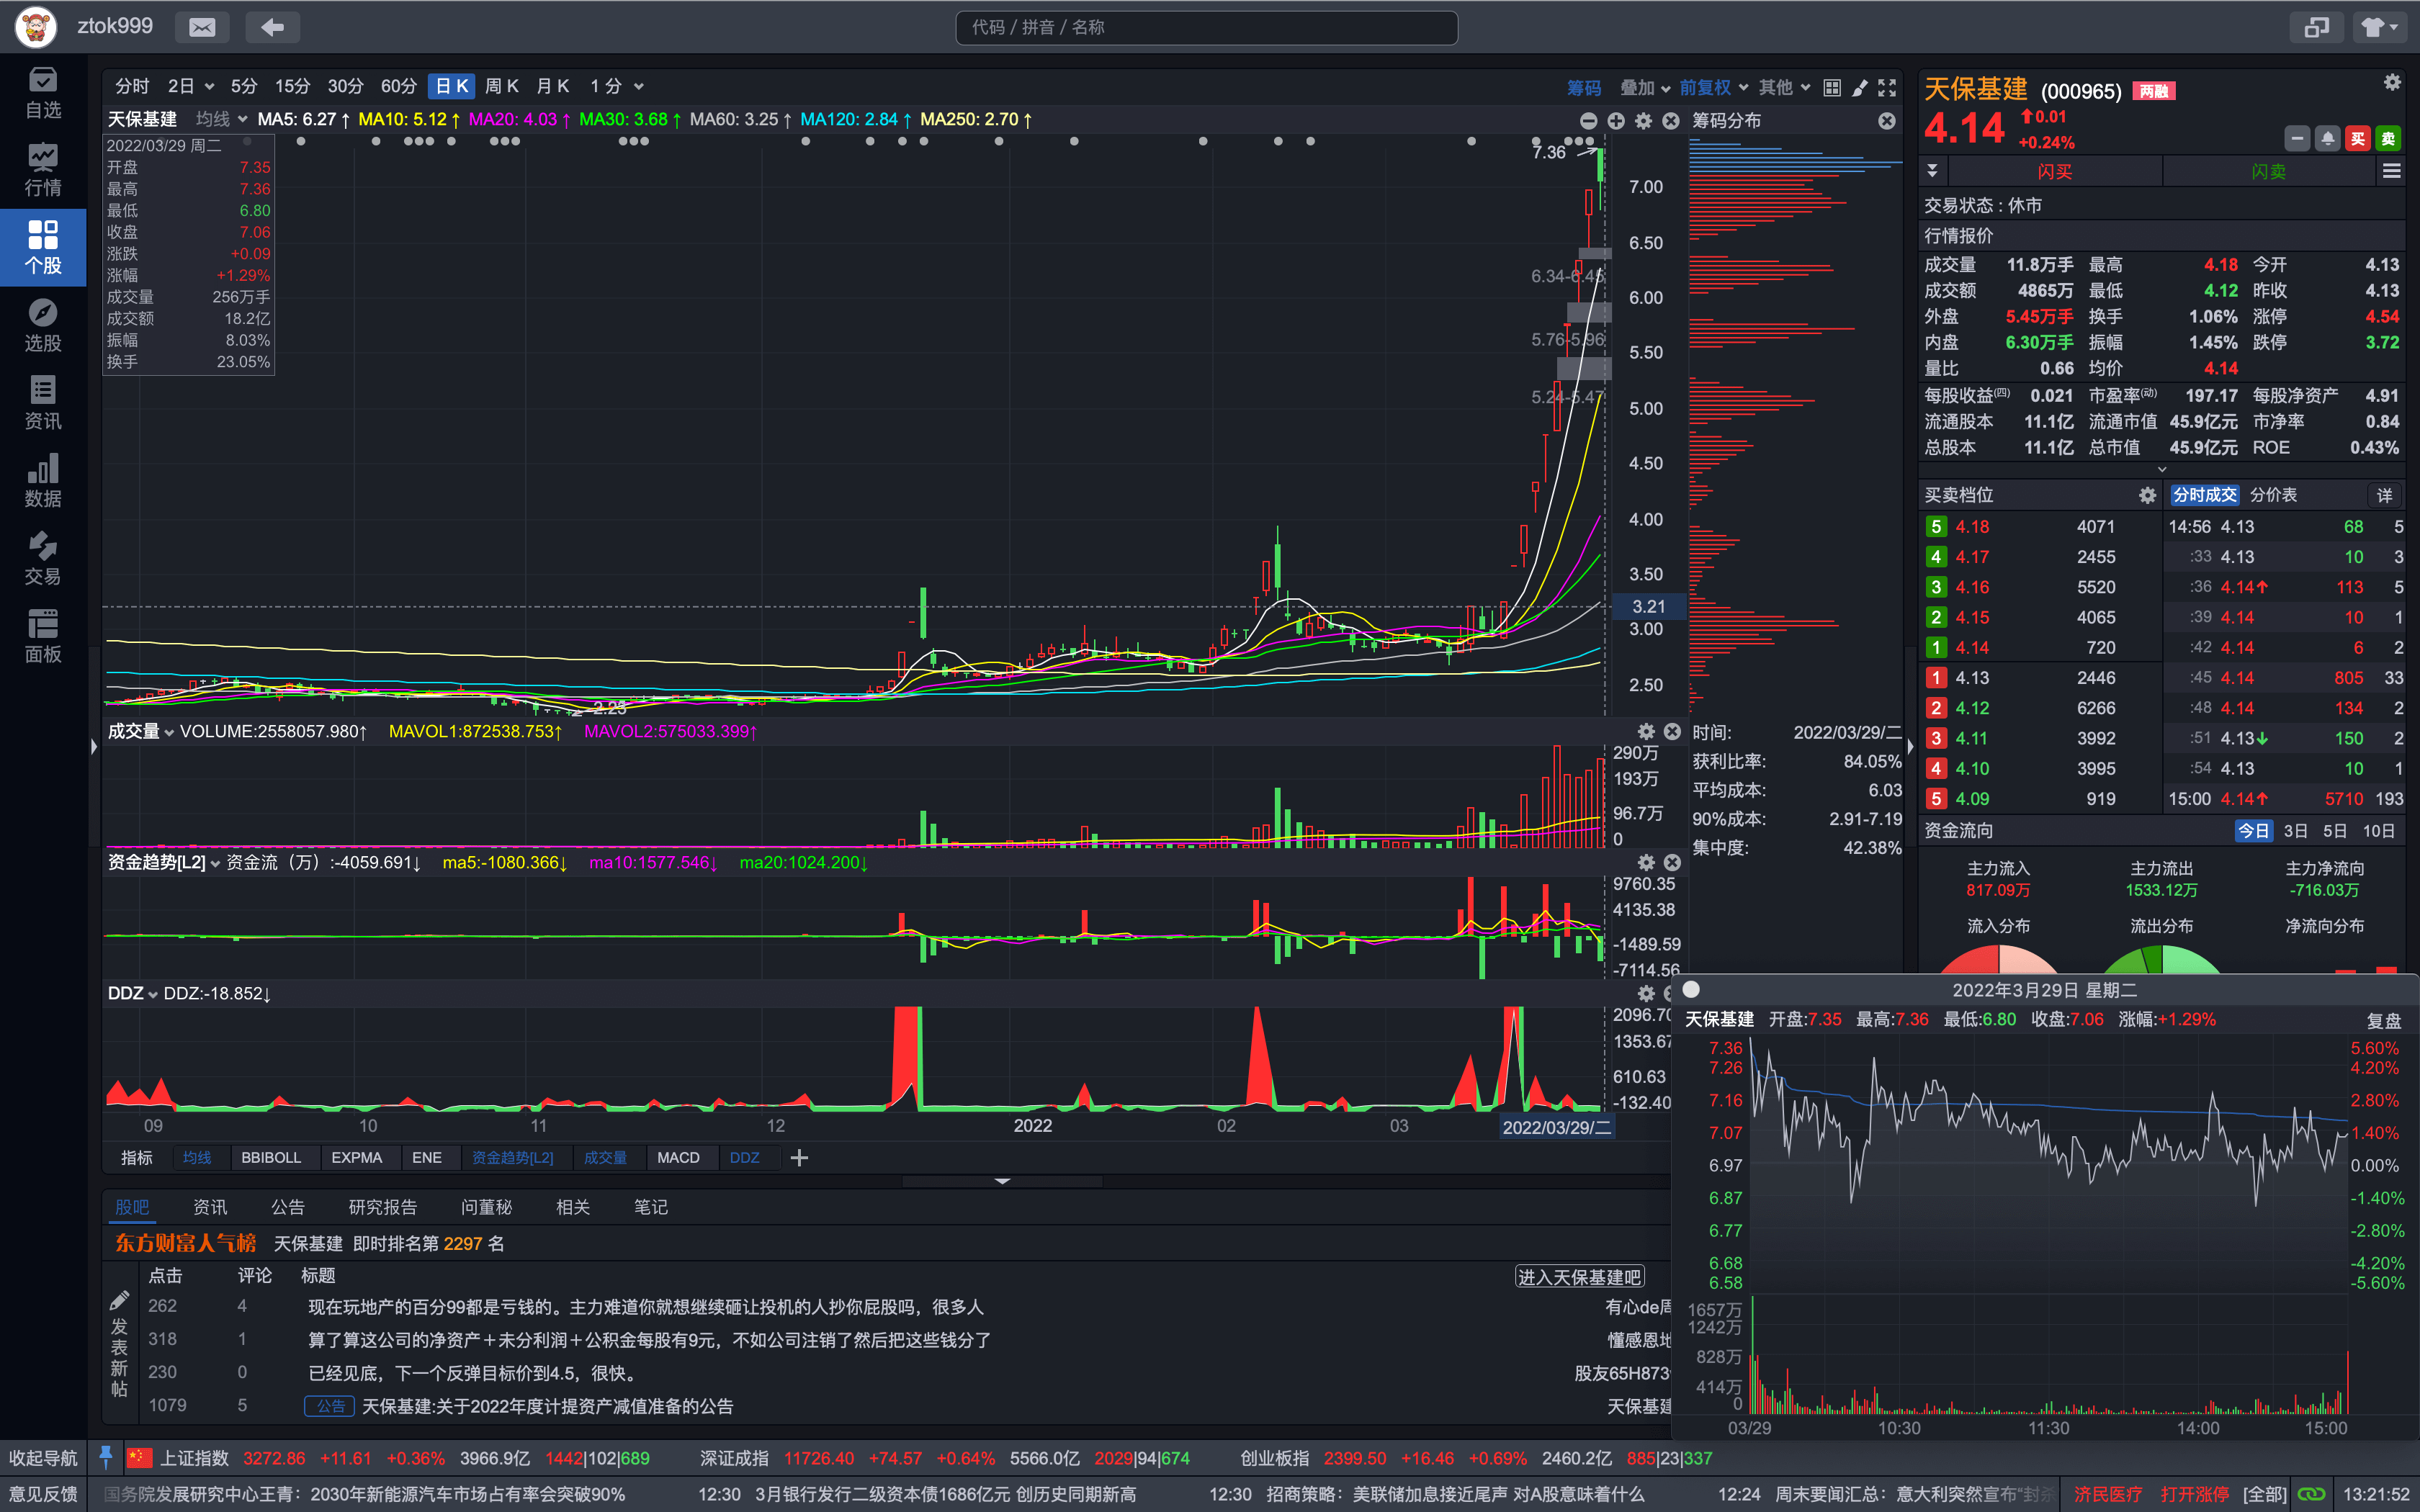 ztok999
代码 / 拼音 / 名称
自选
行情
个股
选股
资讯
数据
交易
面板
分时 2日 5分 15分 30分 60分 日K 周K 月K 1分
筹码 叠加 前复权 其他
天保基建 均线 MA5: 6.27↑ MA10: 5.12↑ MA20: 4.03↑ MA30: 3.68↑ MA60: 3.25↑ MA120: 2.84↑ MA250: 2.70↑
筹码分布
2022/03/29 周二
开盘 7.35
最高 7.36
最低 6.80
收盘 7.06
涨跌 +0.09
涨幅 +1.29%
成交量 256万手
成交额 18.2亿
振幅 8.03%
换手 23.05%
7.36
7.00
6.50
6.34-6.45
6.00
5.76-5.96
5.50
5.24-5.47
5.00
4.50
4.00
3.50
3.21
3.00
2.50
2.23
成交量 VOLUME:2558057.980↑ MAVOL1:872538.753↑ MAVOL2:575033.399↑
290万
193万
96.7万
0
时间: 2022/03/29/二
获利比率: 84.05%
平均成本: 6.03
90%成本: 2.91-7.19
集中度: 42.38%
资金趋势[L2] 资金流（万）:-4059.691↓ ma5:-1080.366↓ ma10:1577.546↓ ma20:1024.200↓
9760.35
4135.38
-1489.59
-7114.56
DDZ DDZ:-18.852↓
2096.70
1353.67
610.63
-132.40
09 10 11 12 2022 02 03 2022/03/29/二
指标 均线 BBIBOLL EXPMA ENE 资金趋势[L2] 成交量 MACD DDZ
股吧 资讯 公告 研究报告 问董秘 相关 笔记
东方财富人气榜 天保基建 即时排名第 2297 名
点击 评论 标题 进入天保基建吧
262 4 现在玩地产的百分99都是亏钱的。主力难道你就想继续砸让投机的人抄你屁股吗，很多人 有心de周
318 1 算了算这公司的净资产＋未分利润＋公积金每股有9元，不如公司注销了然后把这些钱分了 懂感恩地
230 0 已经见底，下一个反弹目标价到4.5，很快。 股友65H873
1079 5 公告 天保基建:关于2022年度计提资产减值准备的公告 天保基建
发表新帖
天保基建 (000965) 两融
4.14 0.01
+0.24%
买 卖
闪买 闪卖
交易状态 : 休市
行情报价
成交量 11.8万手 最高 4.18 今开 4.13
成交额 4865万 最低 4.12 昨收 4.13
外盘 5.45万手 换手 1.06% 涨停 4.54
内盘 6.30万手 振幅 1.45% 跌停 3.72
量比 0.66 均价 4.14
每股收益(四) 0.021 市盈率(动) 197.17 每股净资产 4.91
流通股本 11.1亿 流通市值 45.9亿元 市净率 0.84
总股本 11.1亿 总市值 45.9亿元 ROE 0.43%
买卖档位 分时成交 分价表 详
5 4.18 4071 14:56 4.13 68 5
4 4.17 2455 :33 4.13 10 3
3 4.16 5520 :36 4.14↑ 113 5
2 4.15 4065 :39 4.14 10 1
1 4.14 720 :42 4.14 6 2
1 4.13 2446 :45 4.14 805 33
2 4.12 6266 :48 4.14 134 2
3 4.11 3992 :51 4.13↓ 150 2
4 4.10 3995 :54 4.13 10 1
5 4.09 919 15:00 4.14↑ 5710 193
资金流向 今日 3日 5日 10日
主力流入 主力流出 主力净流向
817.09万 1533.12万 -716.03万
流入分布 流出分布 净流向分布
2022年3月29日 星期二
天保基建 开盘:7.35 最高:7.36 最低:6.80 收盘:7.06 涨幅:+1.29% 复盘
7.36 5.60%
7.26 4.20%
7.16 2.80%
7.07 1.40%
6.97 0.00%
6.87 -1.40%
6.77 -2.80%
6.68 -4.20%
6.58 -5.60%
1657万
1242万
828万
414万
0
03/29 10:30 11:30 14:00 15:00
收起导航 上证指数 3272.86 +11.61 +0.36% 3966.9亿 1442|102|689 深证成指 11726.40 +74.57 +0.64% 5566.0亿 2029|94|674 创业板指 2399.50 +16.46 +0.69% 2460.2亿 885|23|337
意见反馈 国务院发展研究中心王青：2030年新能源汽车市场占有率会突破90% 12:30 3月银行发行二级资本债1686亿元 创历史同期新高 12:30 招商策略：美联储加息接近尾声 对A股意味着什么 12:24 周末要闻汇总：意大利突然宣布“封杀 济民医疗 打开涨停 [全部] 13:21:52